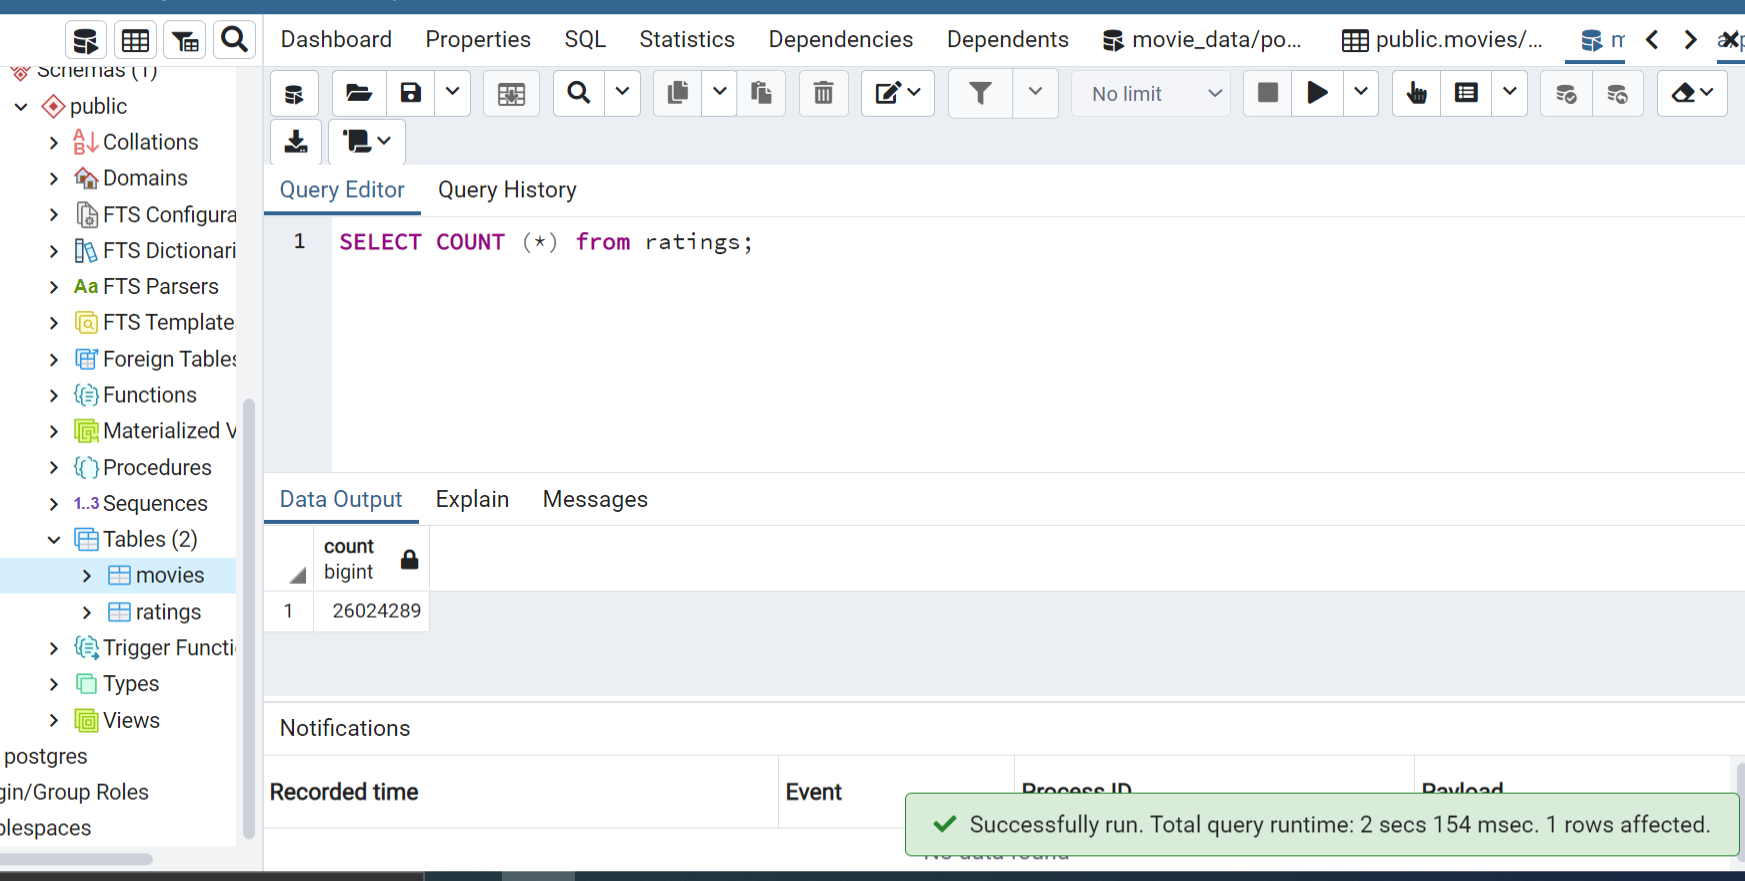 Dashboard Properties SQL Statistics Dependencies Dependents movie_data/po... public.movies/... m
Schemas (1)
public
Collations
Domains
FTS Configura
FTS Dictionari
Aa FTS Parsers
FTS Template
Foreign Tables
Functions
Materialized V
Procedures
1..3 Sequences
Tables (2)
movies
ratings
Trigger Functi
Types
Views
postgres
gin/Group Roles
blespaces
No limit
Query Editor Query History
1 SELECT COUNT (*) from ratings;
Data Output Explain Messages
count
bigint
1 26024289
Notifications
Recorded time Event Process ID Payload
Successfully run. Total query runtime: 2 secs 154 msec. 1 rows affected.
No data found